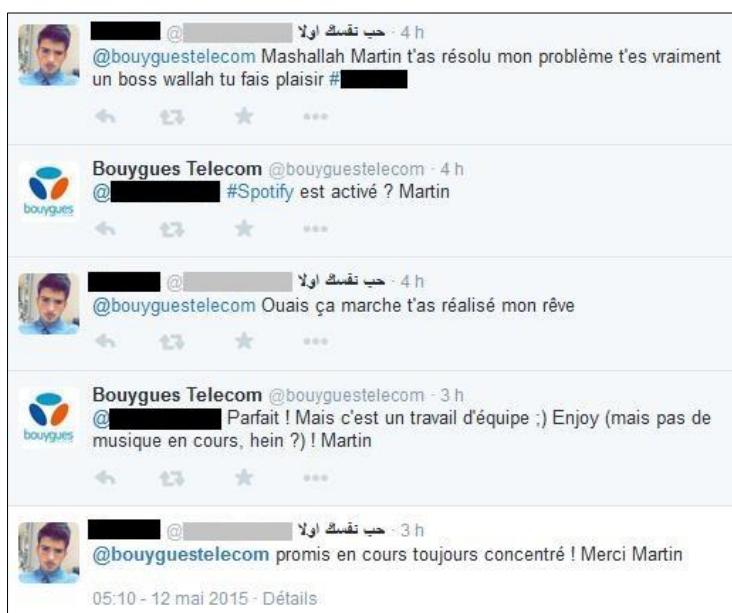 @ حب نفسك اولا · 4 h
@bouyguestelecom Mashallah Martin t'as résolu mon problème t'es vraiment
un boss wallah tu fais plaisir #
Bouygues Telecom @bouyguestelecom · 4 h
@ #Spotify est activé ? Martin
bouygues
@ حب نفسك اولا · 4 h
@bouyguestelecom Ouais ça marche t'as réalisé mon rêve
Bouygues Telecom @bouyguestelecom · 3 h
@ Parfait ! Mais c'est un travail d'équipe ;) Enjoy (mais pas de
musique en cours, hein ?) ! Martin
bouygues
@ حب نفسك اولا · 3 h
@bouyguestelecom promis en cours toujours concentré ! Merci Martin
05:10 - 12 mai 2015 · Détails